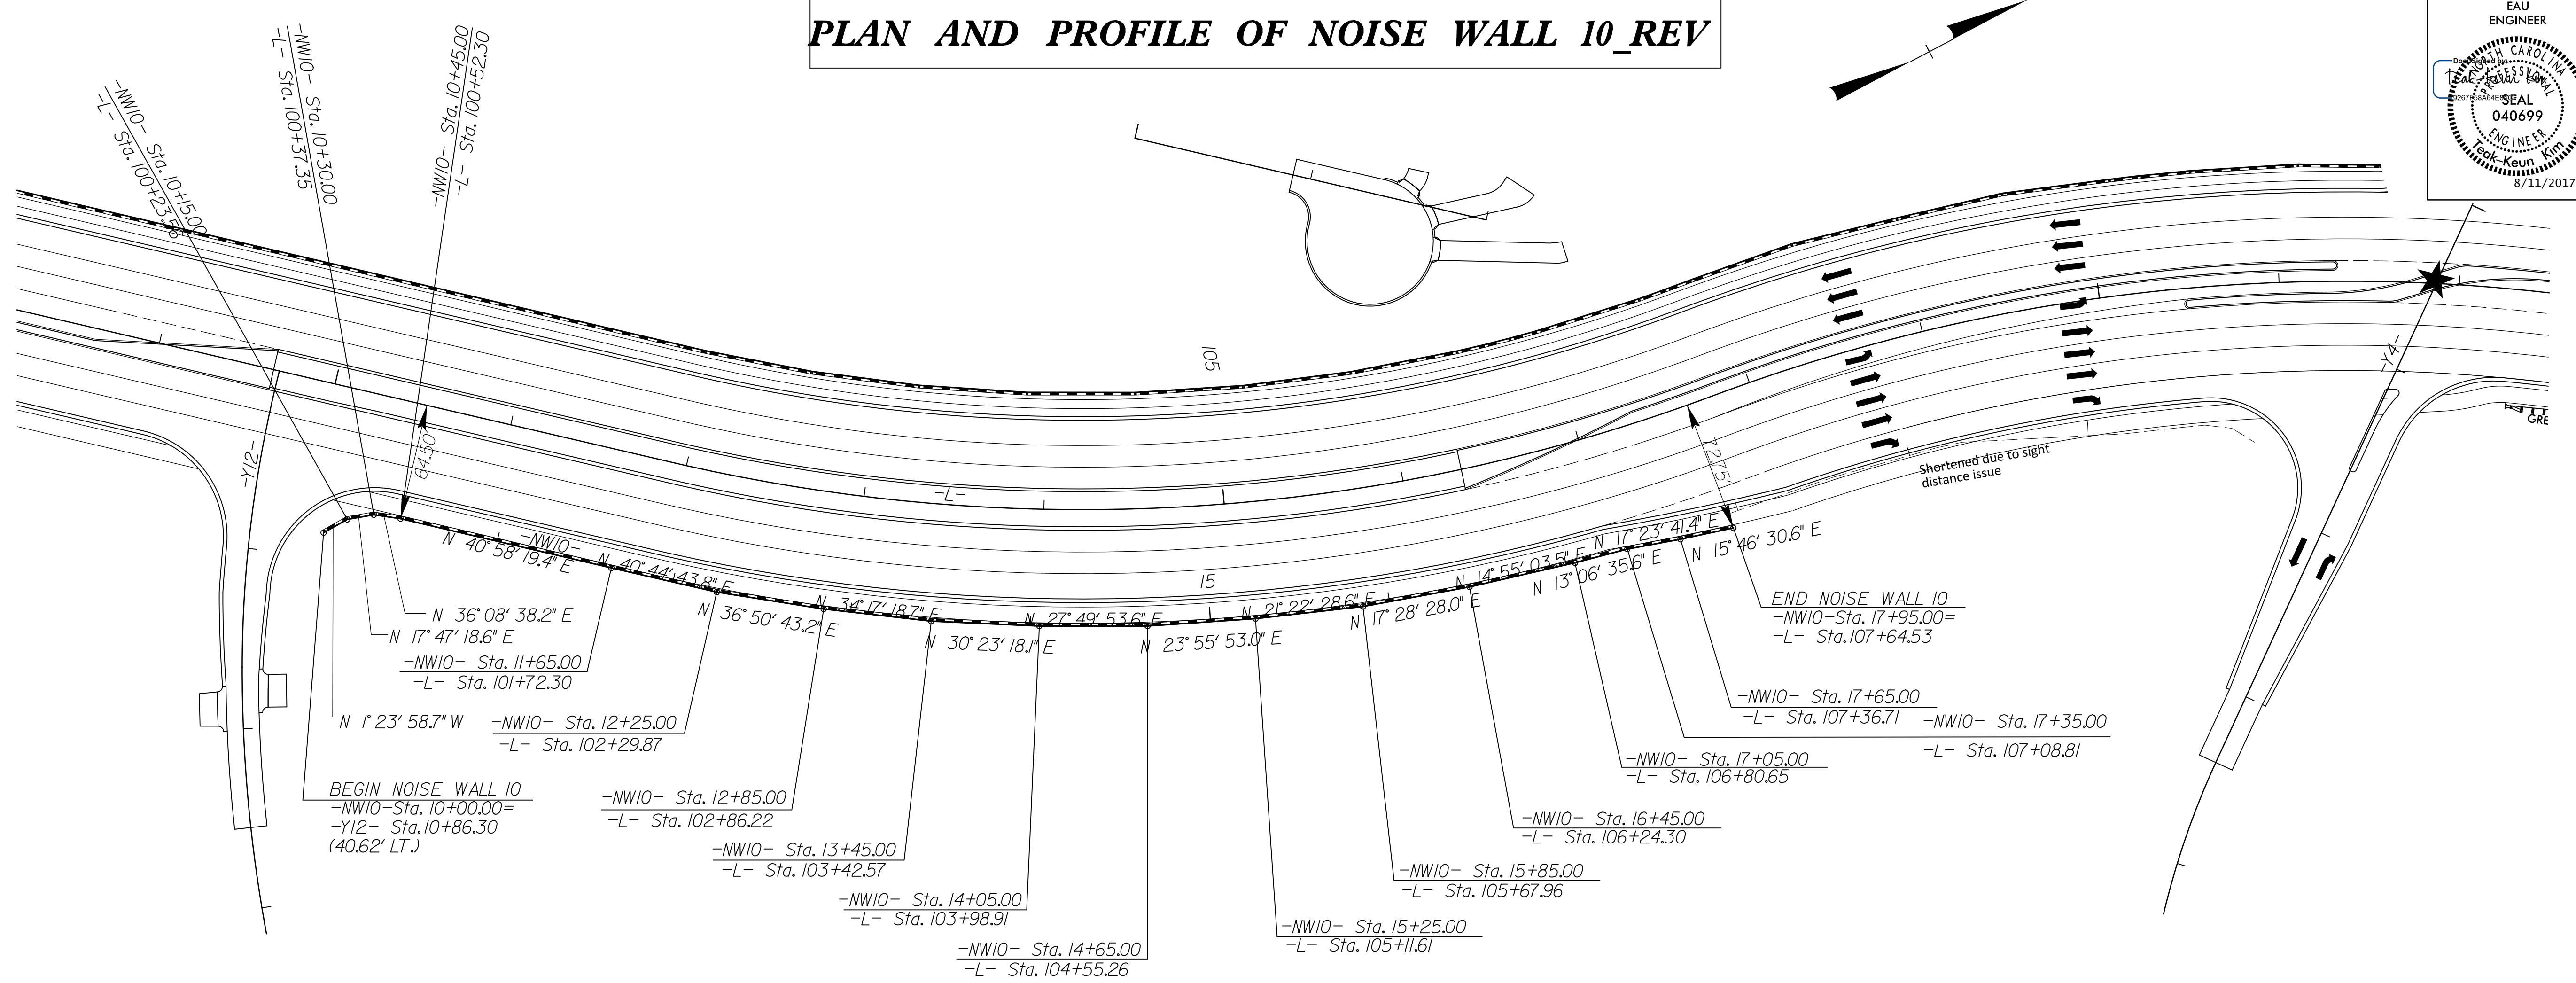 PLAN AND PROFILE OF NOISE WALL 10_REV
EAU
ENGINEER
DocuSigned by:
NORTH CAROLINA
PROFESSIONAL
SEAL
040699
ENGINEER
Teak-Keun Kim
8/11/2017
-NW10- Sta. 10+15.00
-L- Sta. 100+23.56
-NW10- Sta. 10+30.00
-L- Sta. 100+37.35
-NW10- Sta. 10+45.00
-L- Sta. 100+52.30
105
-Y12-
64.50'
-L-
72.75'
-Y4-
GRE
Shortened due to sight
distance issue
-NW10-
15
N 40° 58' 19.4" E
N 40° 44' 43.8" E
N 36° 50' 43.2" E
N 34° 17' 18.7" E
N 30° 23' 18.1" E
N 27° 49' 53.6" E
N 23° 55' 53.0" E
N 21° 22' 28.6" E
N 17° 28' 28.0" E
N 14° 55' 03.5" E
N 13° 06' 35.6" E
N 17° 23' 41.4" E
N 15° 46' 30.6" E
N 36° 08' 38.2" E
N 17° 47' 18.6" E
N 1° 23' 58.7" W
BEGIN NOISE WALL 10
-NW10-Sta. 10+00.00=
-Y12- Sta.10+86.30
(40.62' LT.)
-NW10- Sta. 11+65.00
-L- Sta. 101+72.30
-NW10- Sta. 12+25.00
-L- Sta. 102+29.87
-NW10- Sta. 12+85.00
-L- Sta. 102+86.22
-NW10- Sta. 13+45.00
-L- Sta. 103+42.57
-NW10- Sta. 14+05.00
-L- Sta. 103+98.91
-NW10- Sta. 14+65.00
-L- Sta. 104+55.26
-NW10- Sta. 15+25.00
-L- Sta. 105+11.61
-NW10- Sta. 15+85.00
-L- Sta. 105+67.96
-NW10- Sta. 16+45.00
-L- Sta. 106+24.30
-NW10- Sta. 17+05.00
-L- Sta. 106+80.65
-NW10- Sta. 17+35.00
-L- Sta. 107+08.81
-NW10- Sta. 17+65.00
-L- Sta. 107+36.71
END NOISE WALL 10
-NW10-Sta. 17+95.00=
-L- Sta.107+64.53